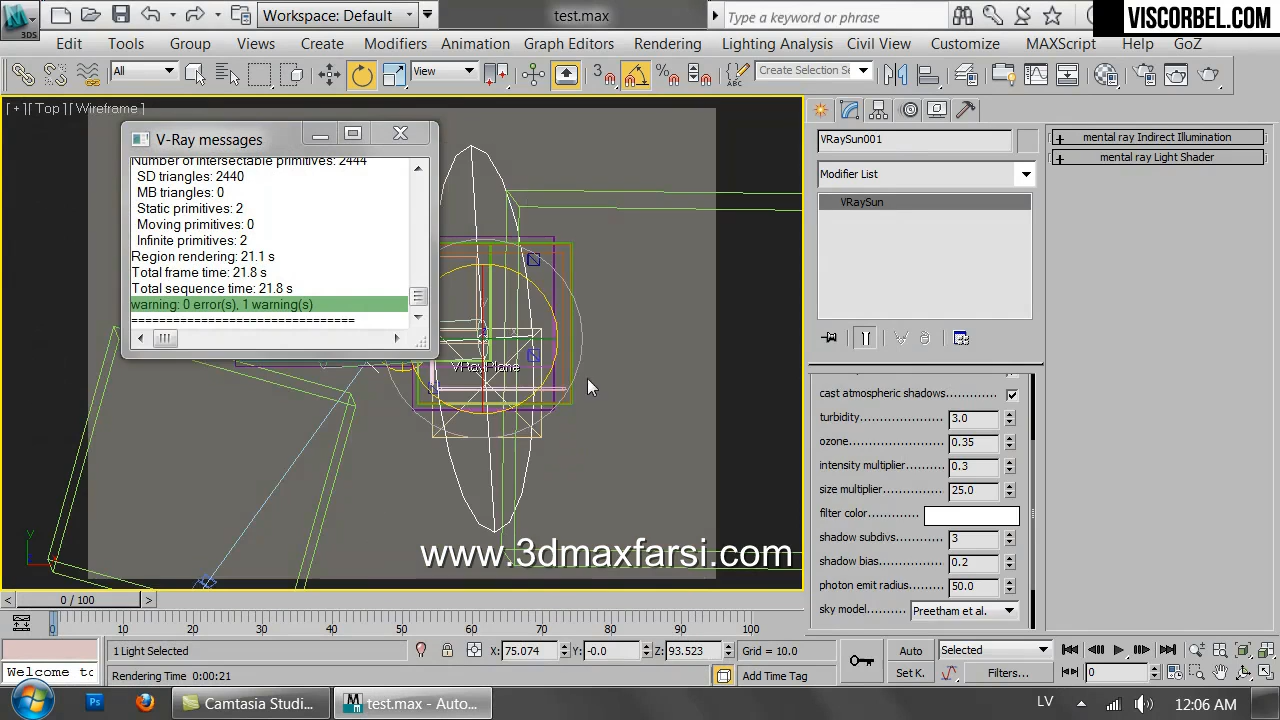 VISCORBEL.COM
3DS
Workspace: Default
test.max
Type a keyword or phrase
Edit Tools Group Views Create Modifiers Animaton Graph Editors Rendering Lighting Analysis Civil View Customize MAXScript Help GoZ
All View 3 Create Selection Se
[ + ] [ Top ] [ Wireframe ]
V-Ray messages
Number of intersectable primitives: 2444
SD triangles: 2440
MB triangles: 0
Static primitives: 2
Moving primitives: 0
Infinite primitives: 2
Region rendering: 21.1 s
Total frame time: 21.8 s
Total sequence time: 21.8 s
warning: 0 error(s), 1 warning(s)
==============================
VRayPlane
www.3dmaxfarsi.com
VRaySun001
Modifier List
VRaySun
mental ray Indirect Illumination
mental ray Light Shader
cast atmospheric shadows
turbidity 3.0
ozone 0.35
intensity multiplier 0.3
size multiplier 25.0
filter color
shadow subdivs 3
shadow bias 0.2
photon emit radius 50.0
sky model Preetham et al.
0 / 100
0 10 20 30 40 50 60 70 80 90 100
1 Light Selected X: 75.074 Y: -0.0 Z: 93.523 Grid = 10.0 Auto Selected
Welcome to Rendering Time 0:00:21 Add Time Tag Set K. Filters... 0
Camtasia Studi... test.max - Auto... LV 12:06 AM